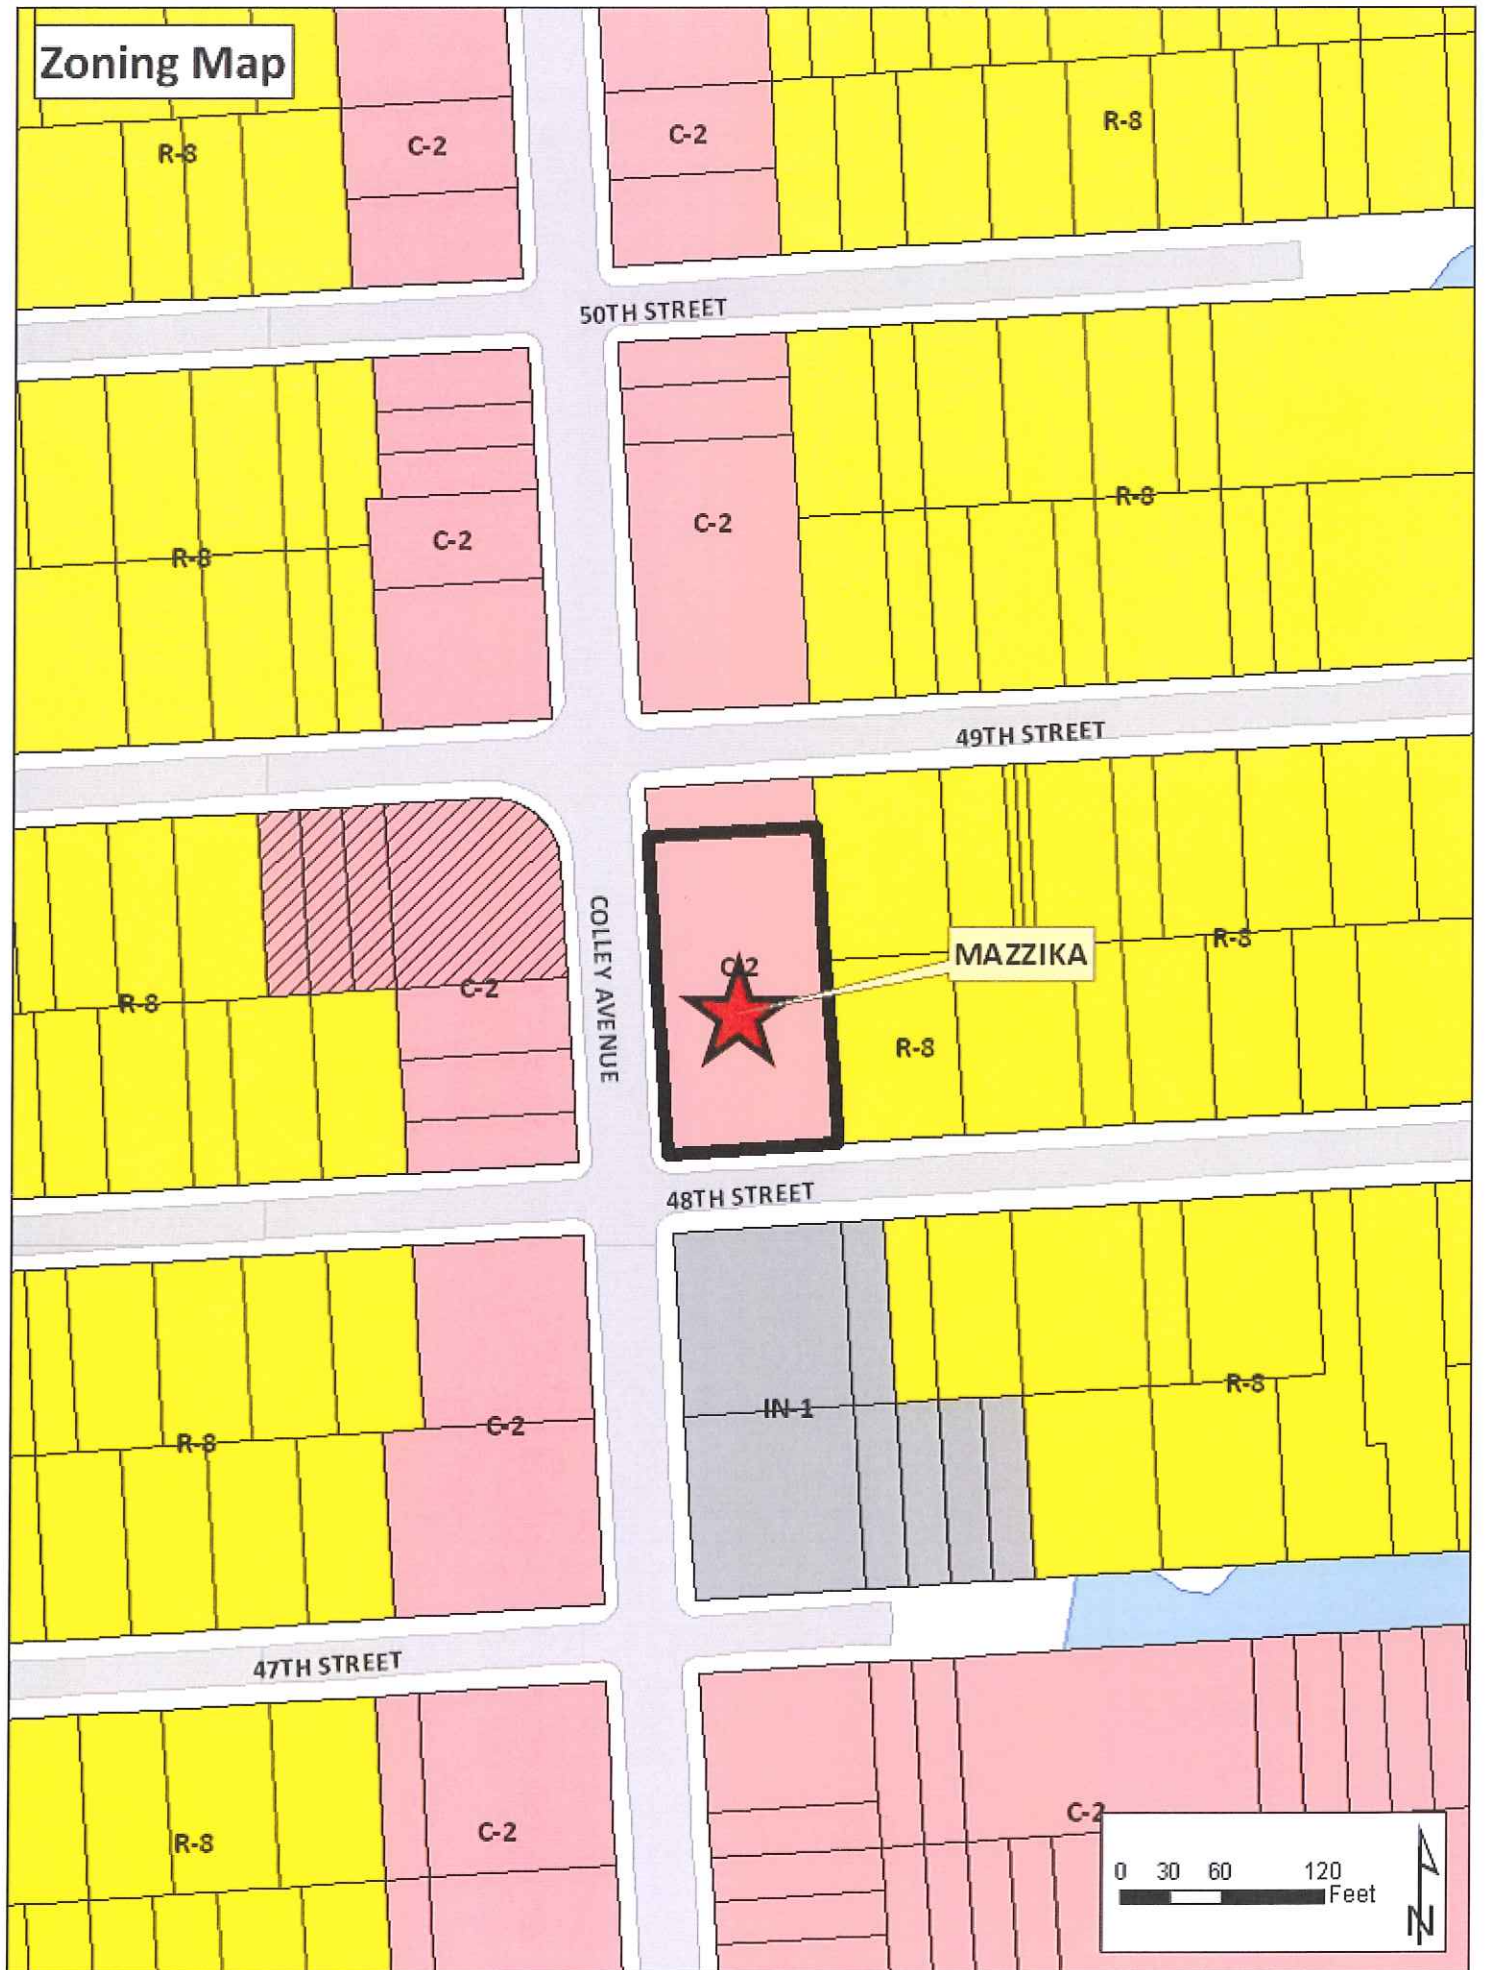 Zoning Map
R-8
C-2
C-2
R-8
50TH STREET
R-8
C-2
C-2
R-8
49TH STREET
R-8
C-2
COLLEY AVENUE
C-2
MAZZIKA
R-8
R-8
48TH STREET
R-8
C-2
IN-1
R-8
47TH STREET
R-8
C-2
C-2
0 30 60 120
Feet
N